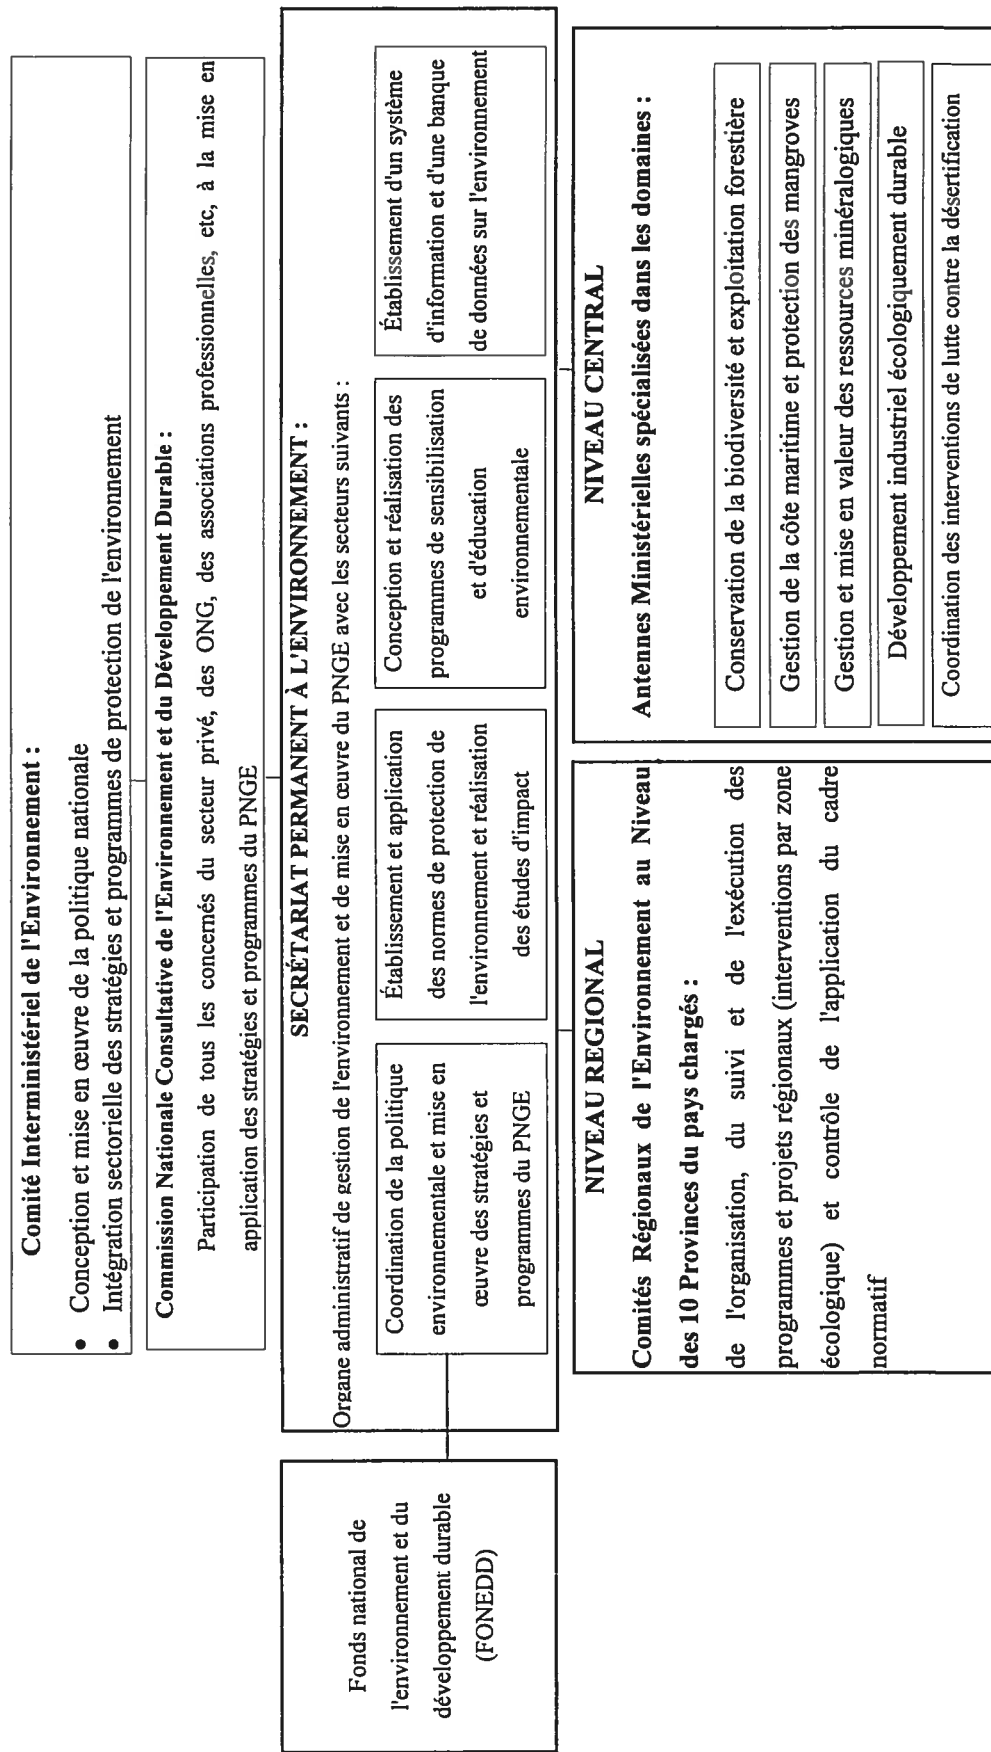 Comité Interministériel de l'Environnement :
• Conception et mise en œuvre de la politique nationale
• Intégration sectorielle des stratégies et programmes de protection de l'environnement
Commission Nationale Consultative de l'Environnement et du Développement Durable :
Participation de tous les concernés du secteur privé, des ONG, des associations professionnelles, etc, à la mise en
application des stratégies et programmes du PNGE
SECRÉTARIAT PERMANENT À L'ENVIRONNEMENT :
Organe administratif de gestion de l'environnement et de mise en œuvre du PNGE avec les secteurs suivants :
Coordination de la politique
environnementale et mise en
œuvre des stratégies et
programmes du PNGE
Établissement et application
des normes de protection de
l'environnement et réalisation
des études d'impact
Conception et réalisation des
programmes de sensibilisation
et d'éducation
environnementale
Établissement d'un système
d'information et d'une banque
de données sur l'environnement
Fonds national de
l'environnement et du
développement durable
(FONEDD)
NIVEAU REGIONAL
Comités Régionaux de l'Environnement au Niveau
des 10 Provinces du pays chargés :
de l'organisation, du suivi et de l'exécution des
programmes et projets régionaux (interventions par zone
écologique) et contrôle de l'application du cadre
normatif
NIVEAU CENTRAL
Antennes Ministérielles spécialisées dans les domaines :
Conservation de la biodiversité et exploitation forestière
Gestion de la côte maritime et protection des mangroves
Gestion et mise en valeur des ressources minéralogiques
Développement industriel écologiquement durable
Coordination des interventions de lutte contre la désertification